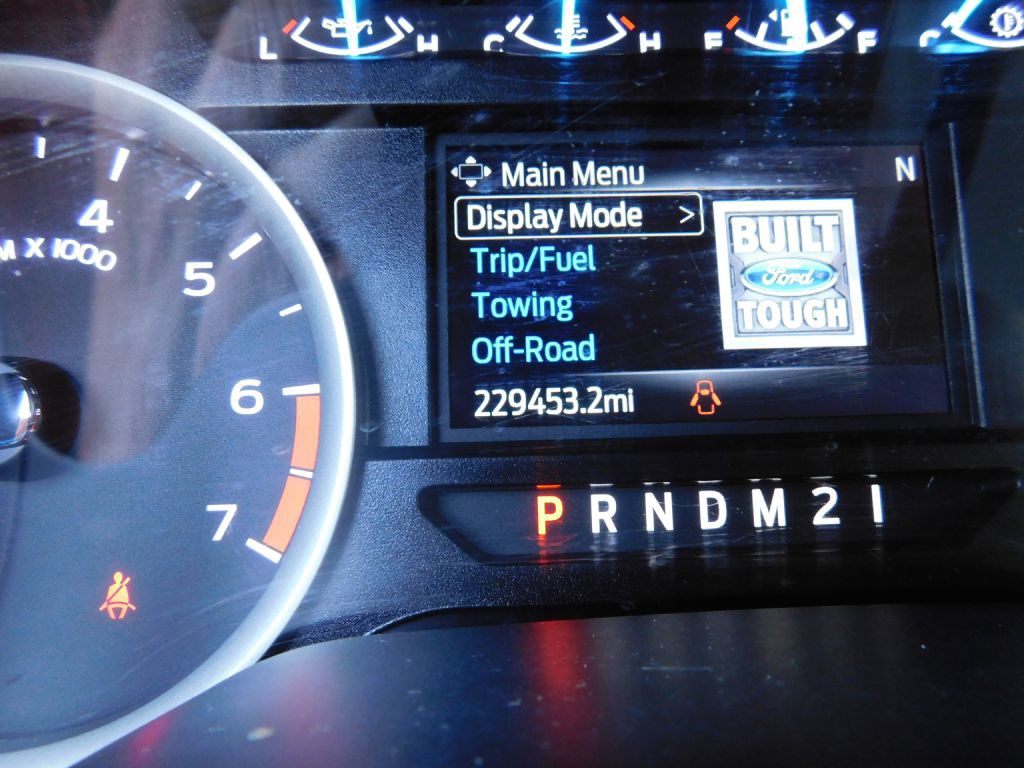 L H C H E F C
Main Menu N
Display Mode >
Trip/Fuel
Towing
Off-Road
BUILT
Ford
TOUGH
229453.2mi
4
M X 1000
5
6
7
P R N D M 2 1